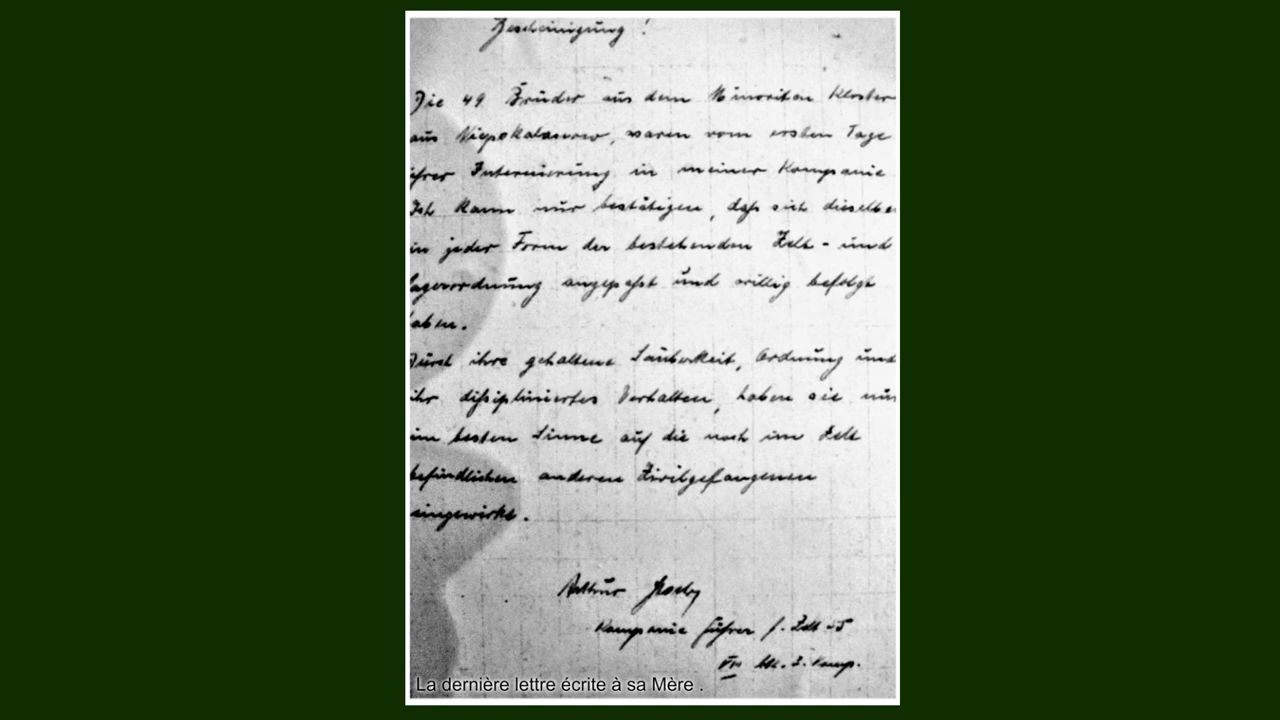 Bescheinigung !
Die 49 Brüder aus dem Minoriten Kloster
aus Niepokalanow, waren vom ersten Tage
ihrer Internierung in meiner Kompanie
Ich kann nur bestätigen, daß sich dieselben
in jeder Form der bestehenden Zelt - und
Lagerordnung angepaßt und willig befolgt
haben.
Durch ihre gehaltene Sauberkeit, Ordnung und
ihr dißipliniertes Verhalten, haben sie nur
im besten Sinne auf die noch im Zelt
befindlichen anderen Zivilgefangenen
eingewirkt.
Arthur
Kompanie Führer f. Zelt
Komp.
La dernière lettre écrite à sa Mère .